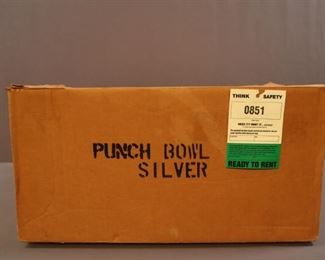 THINK SAFETY
0851
READY TO RENT
PUNCH BOWL
SILVER